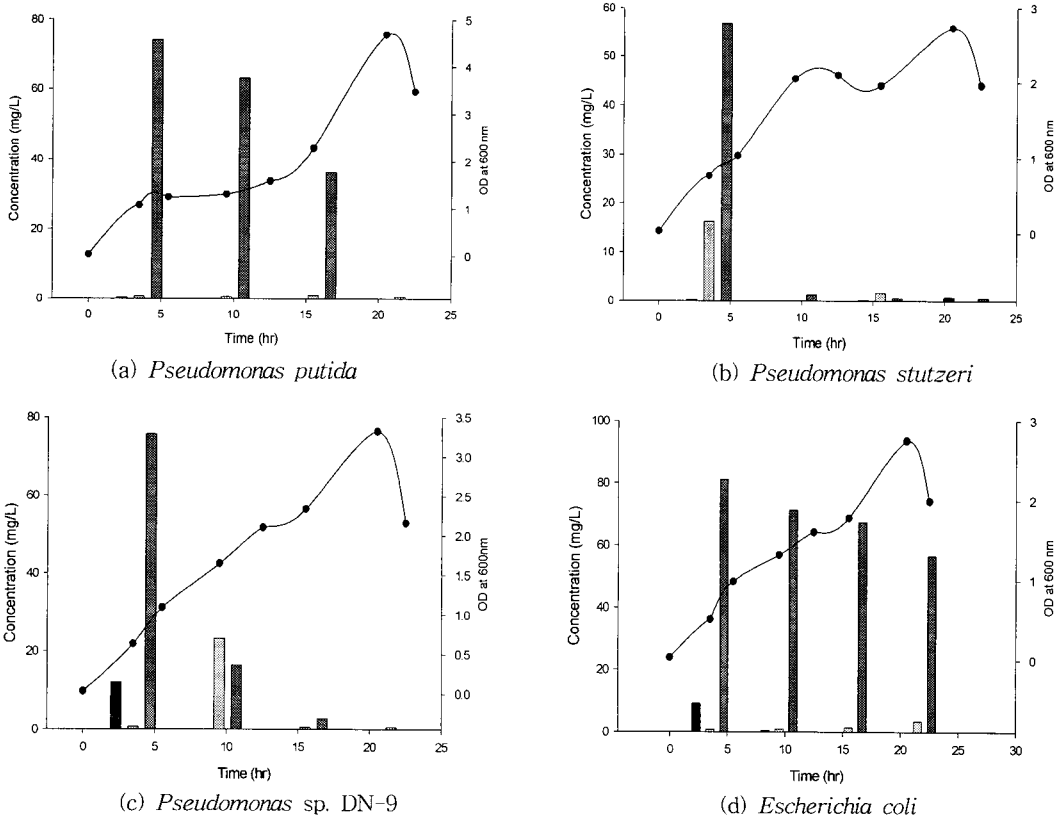 80
60
40
20
0
Concentration (mg/L)
5
4
3
2
1
0
OD at 600 nm
0 5 10 15 20 25
Time (hr)
(a) Pseudomonas putida
60
50
40
30
20
10
0
Concentration (mg/L)
3
2
1
0
OD at 600 nm
0 5 10 15 20 25
Time (hr)
(b) Pseudomonas stutzeri
80
60
40
20
0
Concentration (mg/L)
3.5
3.0
2.5
2.0
1.5
1.0
0.5
0.0
OD at 600nm
0 5 10 15 20 25
Time (hr)
(c) Pseudomonas sp. DN-9
100
80
60
40
20
0
Concentration (mg/L)
3
2
1
0
OD at 600 nm
0 5 10 15 20 25 30
Time (hr)
(d) Escherichia coli